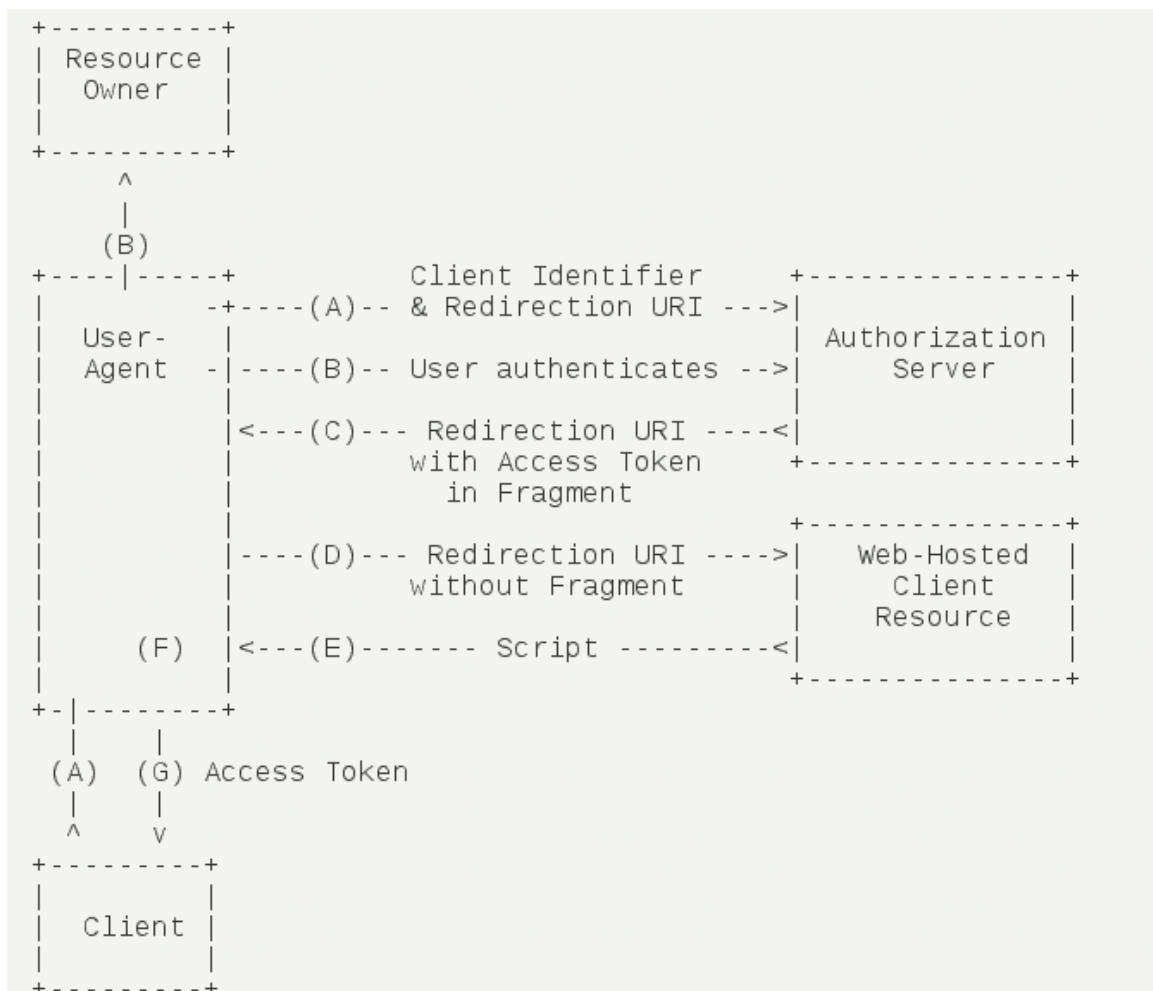 +----------+
| Resource |
|  Owner   |
|          |
+----------+
     ^
     |
    (B)
+----|-----+          Client Identifier     +---------------+
|         -+----(A)-- & Redirection URI --->|               |
|  User-   |                                | Authorization |
|  Agent  -|----(B)-- User authenticates -->|     Server    |
|          |                                |               |
|          |<---(C)--- Redirection URI ----<|               |
|          |          with Access Token     +---------------+
|          |            in Fragment
|          |                                +---------------+
|          |----(D)--- Redirection URI ---->|   Web-Hosted  |
|          |          without Fragment      |     Client    |
|          |                                |    Resource   |
|     (F)  |<---(E)------- Script ---------<|               |
|          |                                +---------------+
+-|--------+
  |    |
 (A)  (G) Access Token
  |    |
  ^    v
+---------+
|         |
|  Client |
|         |
+---------+